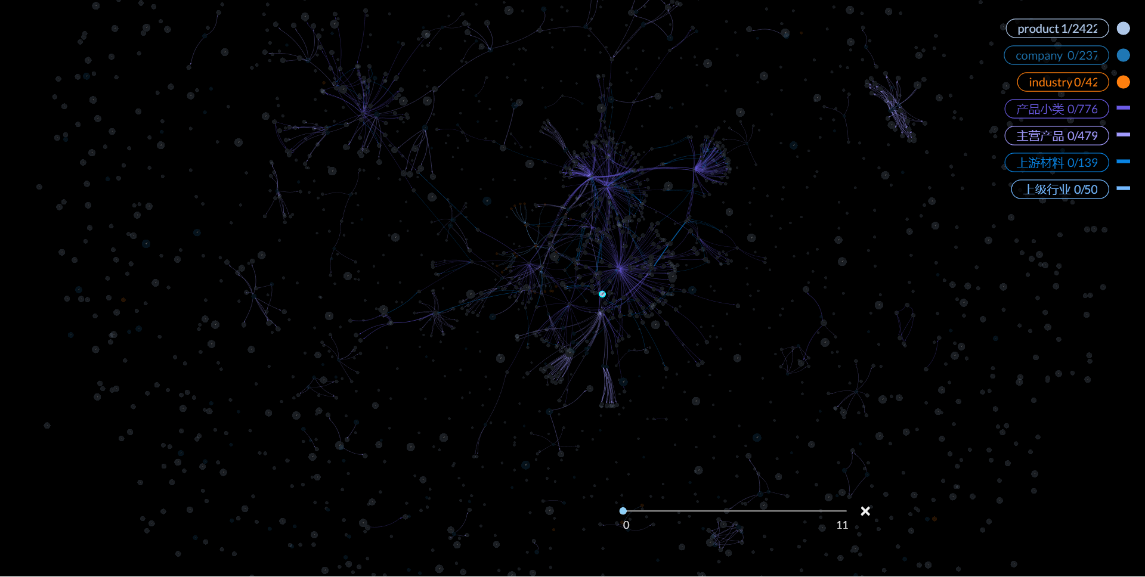 product 1/2422
company 0/237
industry 0/42
产品小类 0/776
主营产品 0/479
上游材料 0/139
上级行业 0/50
0
11